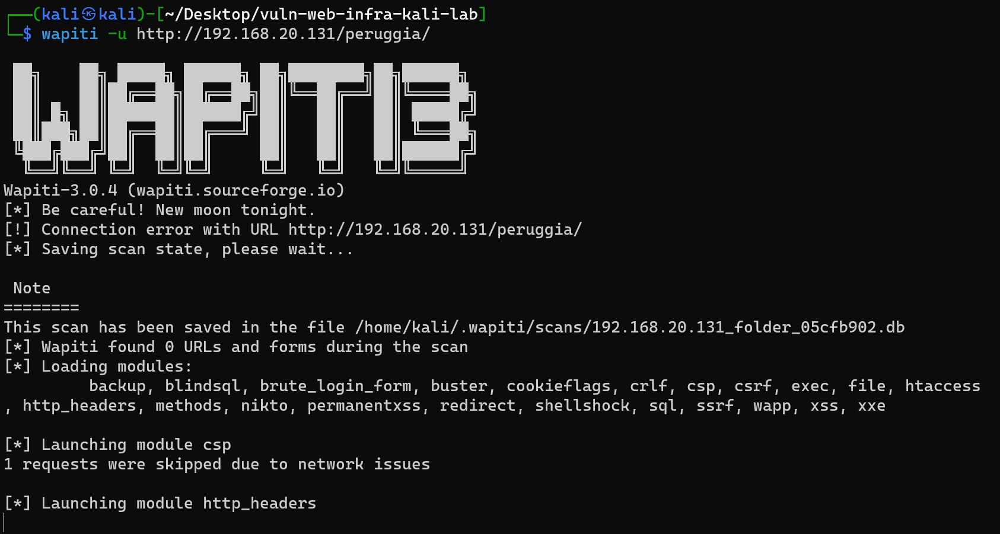 (kali㉿kali)-[~/Desktop/vuln-web-infra-kali-lab]
$ wapiti -u http://192.168.20.131/peruggia/
WAPITI3
Wapiti-3.0.4 (wapiti.sourceforge.io)
[*] Be careful! New moon tonight.
[!] Connection error with URL http://192.168.20.131/peruggia/
[*] Saving scan state, please wait...
Note
========
This scan has been saved in the file /home/kali/.wapiti/scans/192.168.20.131_folder_05cfb902.db
[*] Wapiti found 0 URLs and forms during the scan
[*] Loading modules:
backup, blindsql, brute_login_form, buster, cookieflags, crlf, csp, csrf, exec, file, htaccess
, http_headers, methods, nikto, permanentxss, redirect, shellshock, sql, ssrf, wapp, xss, xxe
[*] Launching module csp
1 requests were skipped due to network issues
[*] Launching module http_headers